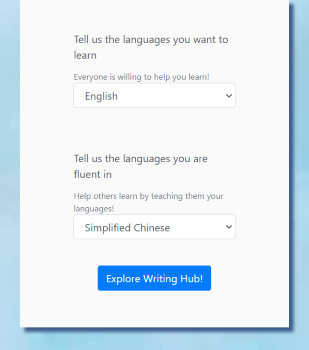 Tell us the languages you want to
learn
Everyone is willing to help you learn!
English
Tell us the languages you are
fluent in
Help others learn by teaching them your
languages!
Simplified Chinese
Explore Writing Hub!